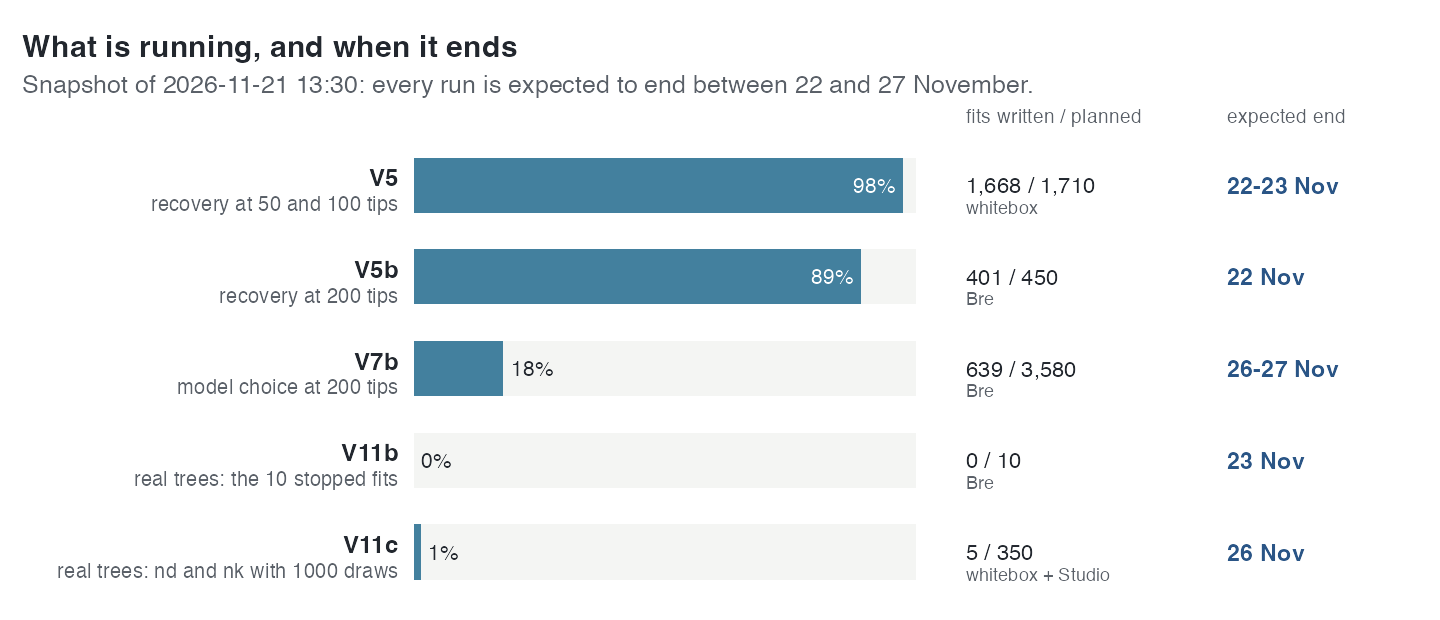 What is running, and when it ends
Snapshot of 2026-11-21 13:30: every run is expected to end between 22 and 27 November.
fits written / planned
expected end
V5
recovery at 50 and 100 tips
98%
1,668 / 1,710
whitebox
22-23 Nov
V5b
recovery at 200 tips
89%
401 / 450
Bre
22 Nov
V7b
model choice at 200 tips
18%
639 / 3,580
Bre
26-27 Nov
V11b
real trees: the 10 stopped fits
0%
0 / 10
Bre
23 Nov
V11c
real trees: nd and nk with 1000 draws
1%
5 / 350
whitebox + Studio
26 Nov